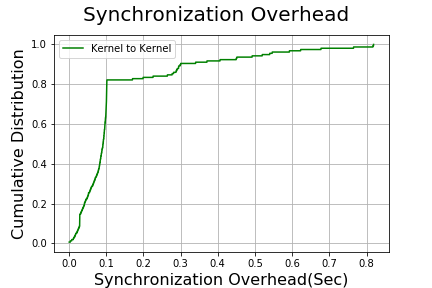 Synchronization Overhead
Kernel to Kernel
Cumulative Distribution
1.0
0.8
0.6
0.4
0.2
0.0
0.0 0.1 0.2 0.3 0.4 0.5 0.6 0.7 0.8
Synchronization Overhead(Sec)